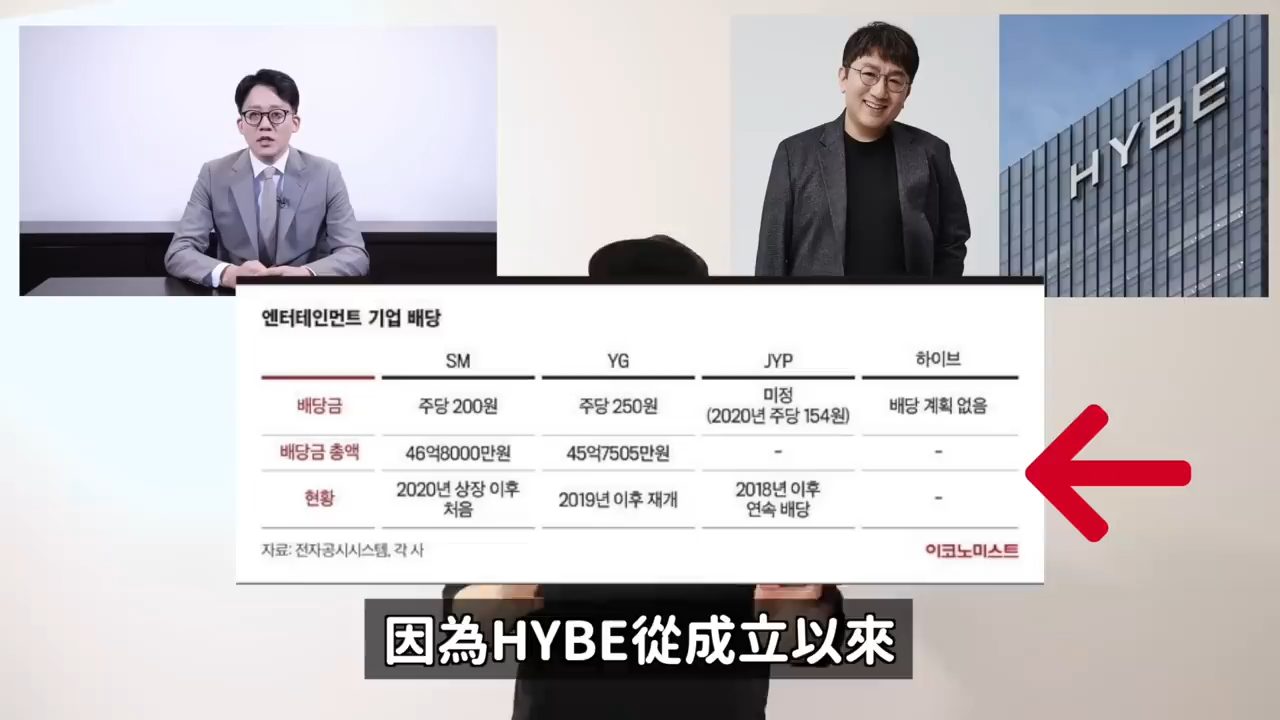 HYBE
엔터테인먼트 기업 배당
SM YG JYP 하이브
배당금 주당 200원 주당 250원 미정 (2020년 주당 154원) 배당 계획 없음
배당금 총액 46억8000만원 45억7505만원 - -
현황 2020년 상장 이후 처음 2019년 이후 재개 2018년 이후 연속 배당 -
자료: 전자공시시스템, 각 사
이코노미스트
因為HYBE從成立以來